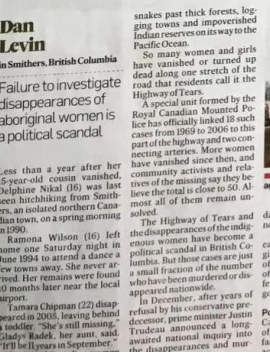 Dan
Levin
in Smithers, British Columbia
Failure to investigate
disappearances of
aboriginal women is
a political scandal
Less than a year after her
15-year-old cousin vanished,
Delphine Nikal (16) was last
seen hitchhiking from Smith-
ers, an isolated northern Cana-
dian town, on a spring morning
in 1990.
Ramona Wilson (16) left
home one Saturday night in
June 1994 to attend a dance a
few towns away. She never ar-
rived. Her remains were found
10 months later near the local
airport.
Tamara Chipman (22) disap-
peared in 2005, leaving behind
a toddler. "She's still missing,"
Gladys Radek, her aunt, said.
"It'll be 11 years in September."
snakes past thick forests, log-
ging towns and impoverished
Indian reserves on its way to the
Pacific Ocean.
So many women and girls
have vanished or turned up
dead along one stretch of the
road that residents call it the
Highway of Tears.
A special unit formed by the
Royal Canadian Mounted Po-
lice has officially linked 18 such
cases from 1969 to 2006 to this
part of the highway and two con-
necting arteries. More women
have vanished since then, and
community activists and rela-
tives of the missing say they be-
lieve the total is close to 50. Al-
most all of them remain un-
solved.
The Highway of Tears and
the disappearances of the indig-
enous women have become a
political scandal in British Co-
lumbia. But those cases are just
a small fraction of the number
who have been murdered or dis-
appeared nationwide.
In December, after years of
refusal by his conservative pre-
decessor, prime minister Justin
Trudeau announced a long-
awaited national inquiry into
the disappearances and mur-